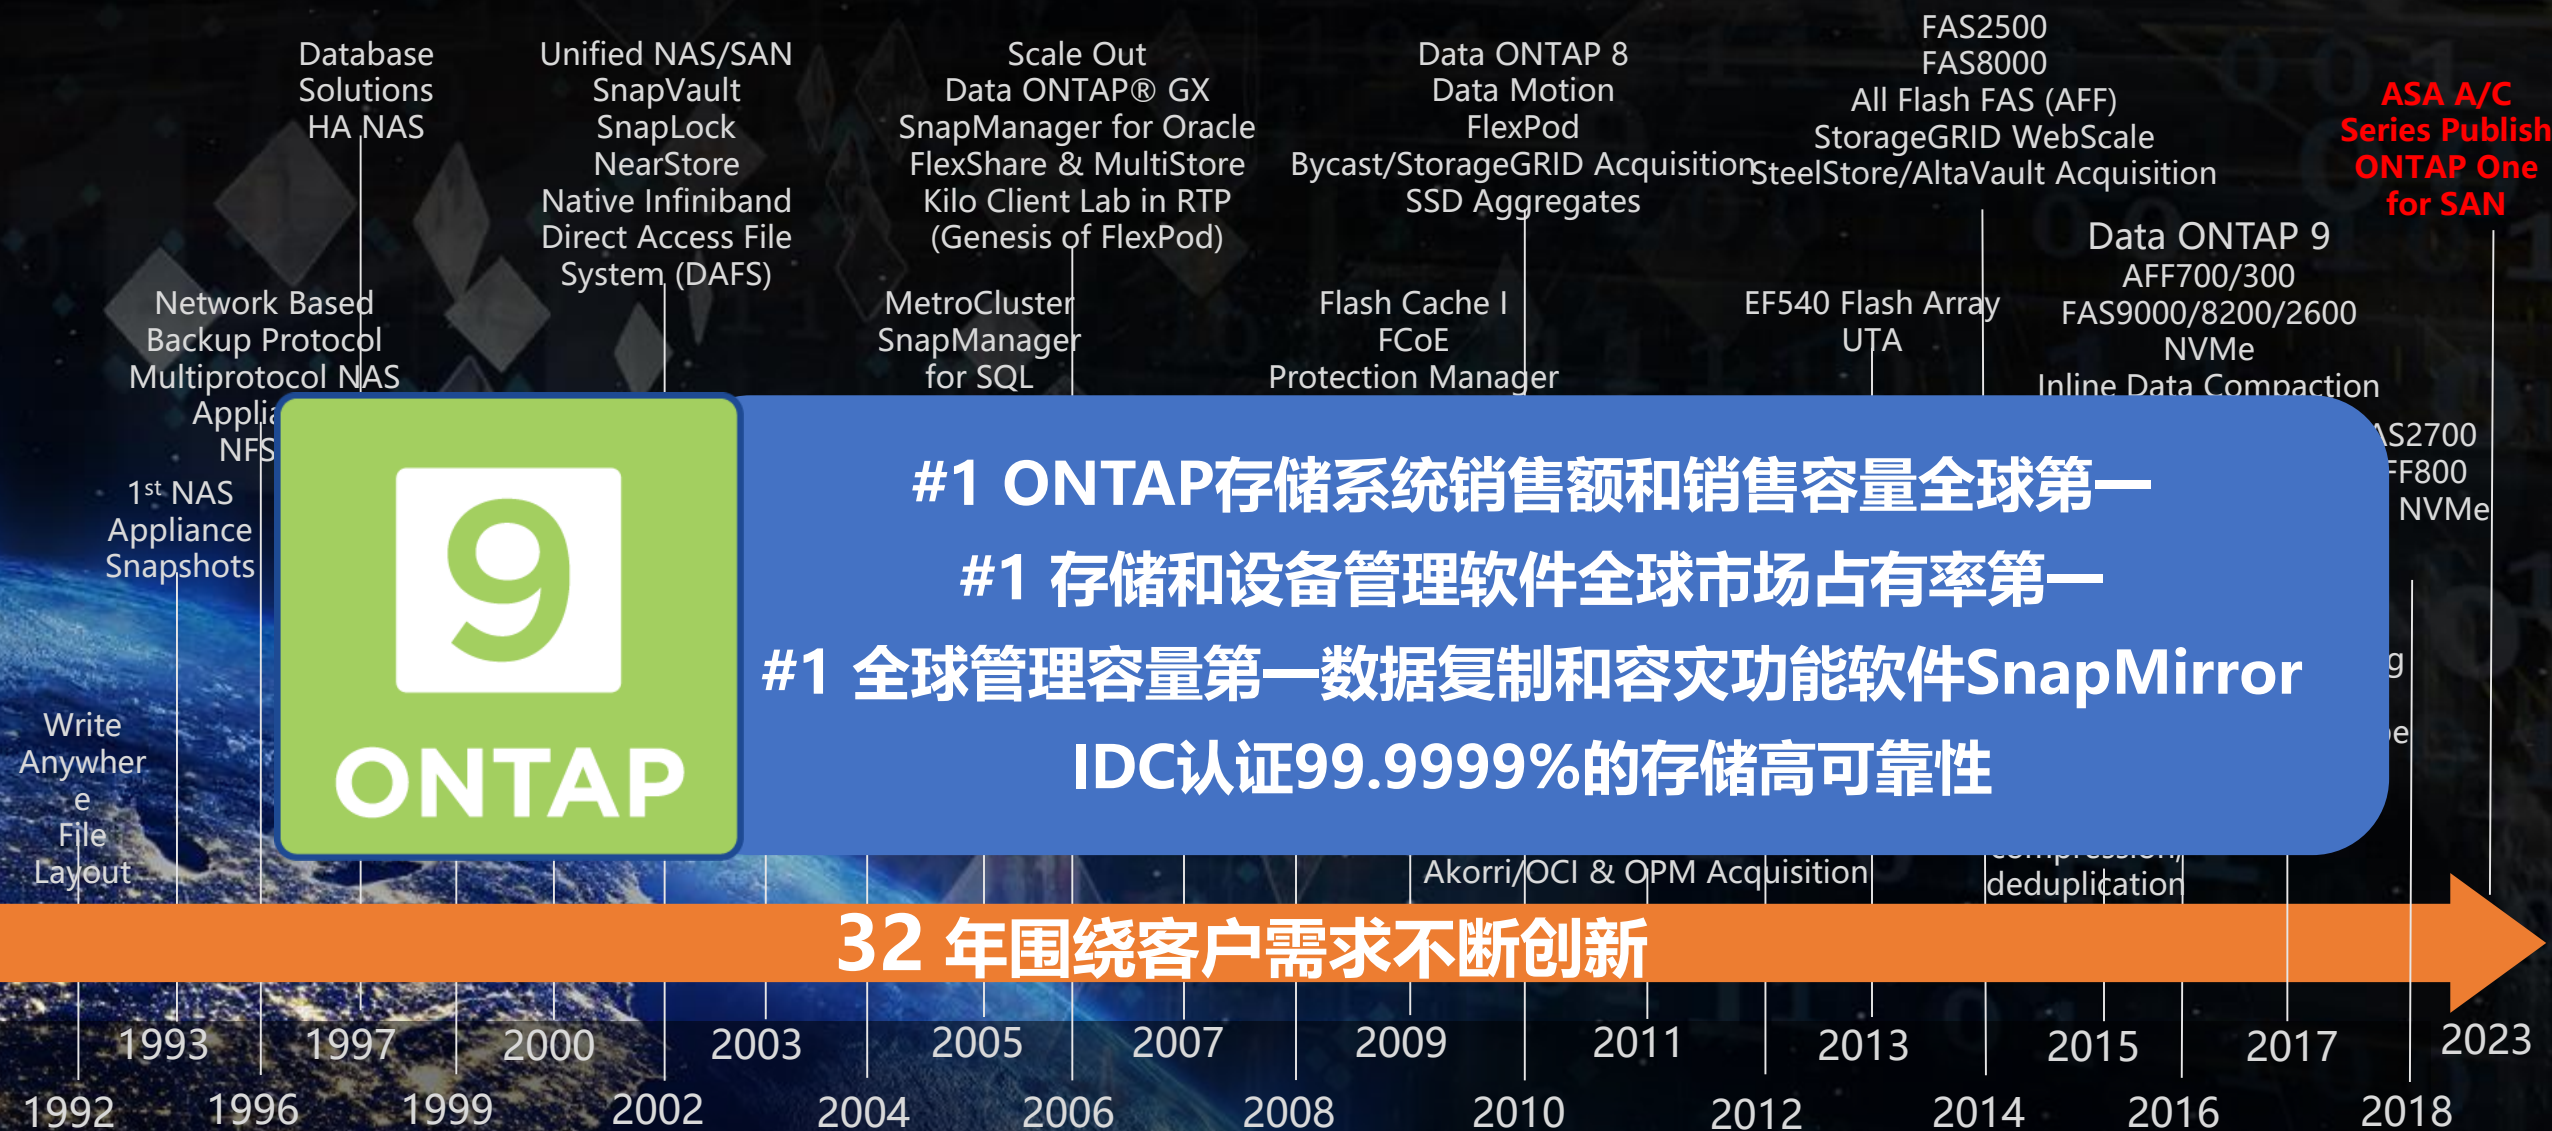 Database
Solutions
HA NAS
Unified NAS/SAN
SnapVault
SnapLock
NearStore
Native Infiniband
Direct Access File
System (DAFS)
Scale Out
Data ONTAP® GX
SnapManager for Oracle
FlexShare & MultiStore
Kilo Client Lab in RTP
(Genesis of FlexPod)
Data ONTAP 8
Data Motion
FlexPod
Bycast/StorageGRID Acquisition
SSD Aggregates
FAS2500
FAS8000
All Flash FAS (AFF)
StorageGRID WebScale
SteelStore/AltaVault Acquisition
ASA A/C
Series Publish
ONTAP One
for SAN
Network Based
Backup Protocol
Multiprotocol NAS
NFS
MetroCluster
SnapManager
for SQL
Flash Cache I
FCoE
Protection Manager
EF540 Flash Array
UTA
Data ONTAP 9
AFF700/300
FAS9000/8200/2600
NVMe
Inline Data Compaction
AS2700
FF800
NVMe
1st NAS
Appliance
Snapshots
Write
Anywher
e
File
Layout
9
ONTAP
#1 ONTAP存储系统销售额和销售容量全球第一
#1 存储和设备管理软件全球市场占有率第一
#1 全球管理容量第一数据复制和容灾功能软件SnapMirror
IDC认证99.9999%的存储高可靠性
Akorri/OCI & OPM Acquisition
compression/
deduplication
32 年围绕客户需求不断创新
1993 1997 2000 2003 2005 2007 2009 2011 2013 2015 2017 2023
1992 1996 1999 2002 2004 2006 2008 2010 2012 2014 2016 2018